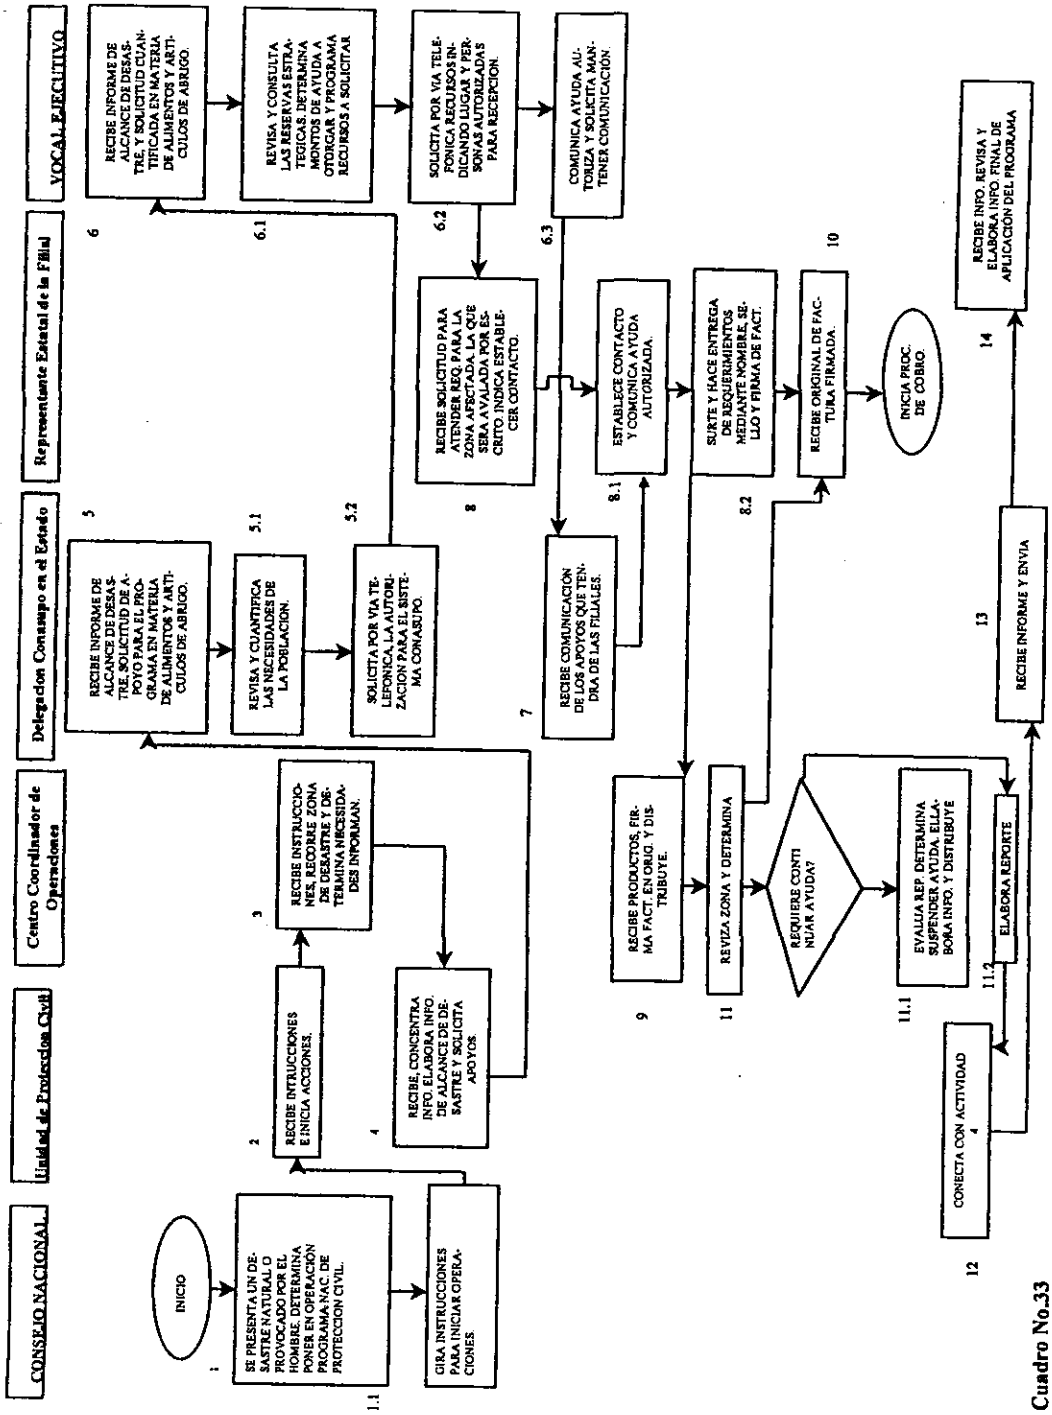 CONSEJO NACIONAL
Unidad de Proteccion Civil
Centro Coordinador de
Operaciones
Delegacion Conasupo en el Estado
Representante Estatal de la Filial
VOCAL EJECUTIVO
INICIO
1
SE PRESENTA UN DE-
SASTRE NATURAL O
PROVOCADO POR EL
HOMBRE. DETERMINA
PONER EN OPERACIÓN
PROGRAMA NAC. DE
PROTECCION CIVIL.
1.1
GIRA INSTRUCCIONES
PARA INICIAR OPERA-
CIONES.
2
RECIBE INTRUCCIONES
E INICIA ACCIONES.
3
RECIBE INSTRUCCIO-
NES, RECORRE ZONA
DE DESASTRE Y DE-
TERMINA NECESIDA-
DES INFORMAN.
4
RECIBE, CONCENTRA
INFO. ELABORA INFO.
DE ALCANCE DE DE-
SASTRE Y SOLICITA
APOYOS.
5
RECIBE INFORME DE
ALCANCE DE DESAS-
TRE, SOLICITUD DE A-
POYO PARA EL PRO-
GRAMA EN MATERIA
DE ALIMENTOS Y ARTI-
CULOS DE ABRIGO.
5.1
REVISA Y CUANTIFICA
LAS NECESIDADES DE
LA POBLACION.
5.2
SOLICITA POR VIA TE-
LEFONICA, LA AUTORI-
ZACION PARA EL SISTE-
MA CONASUPO.
6
RECIBE INFORME DE
ALCANCE DE DESAS-
TRE, Y SOLICITUD CUAN-
TIFICADA EN MATERIA
DE ALIMENTOS Y ARTI-
CULOS DE ABRIGO.
6.1
REVISA Y CONSULTA
LAS RESERVAS ESTRA-
TEGICAS. DETERMINA
MONTOS DE AYUDA A
OTORGAR Y PROGRAMA
RECURSOS A SOLICITAR
6.2
SOLICITA POR VIA TELE-
FONICA RECURSOS IN-
DICANDO LUGAR Y PER-
SONAS AUTORIZADAS
PARA RECEPCION.
6.3
COMUNICA AYUDA AU-
TORIZA Y SOLICITA MAN-
TENER COMUNICACIÓN.
7
RECIBE COMUNICACIÓN
DE LOS APOYOS QUE TEN-
DRA DE LAS FILIALES.
8
RECIBE SOLICITUD PARA
ATENDER REQ. PARA LA
ZONA AFECTADA. LA QUE
SERA AVALADA POR ES-
CRITO. INDICA ESTABLE-
CER CONTACTO.
8.1
ESTABLECE CONTACTO
Y COMUNICA AYUDA
AUTORIZADA.
8.2
SURTE Y HACE ENTREGA
DE REQUERIMIENTOS
MEDIANTE NOMBRE, SE-
LLO Y FIRMA DE FACT.
9
RECIBE PRODUCTOS, FIR-
MA FACT. EN ORIG. Y DIS-
TRIBUYE.
10
RECIBE ORIGINAL DE FAC-
TURA FIRMADA.
INICIA PROC.
DE COBRO.
11
REVIZA ZONA Y DETERMINA
REQUIERE CONTI
NUAR AYUDA?
11.1
EVALUA REP. DETERMINA
SUSPENDER AYUDA. ELLA-
BORA INFO. Y DISTRIBUYE
11.2
ELABORA REPORTE
12
CONECTA CON ACTIVIDAD
4
13
RECIBE INFORME Y ENVIA
14
RECIBE INFO. REVISA Y
ELABORA INFO. FINAL DE
APLICACIÓN DEL PROGRAMA
Cuadro No.33